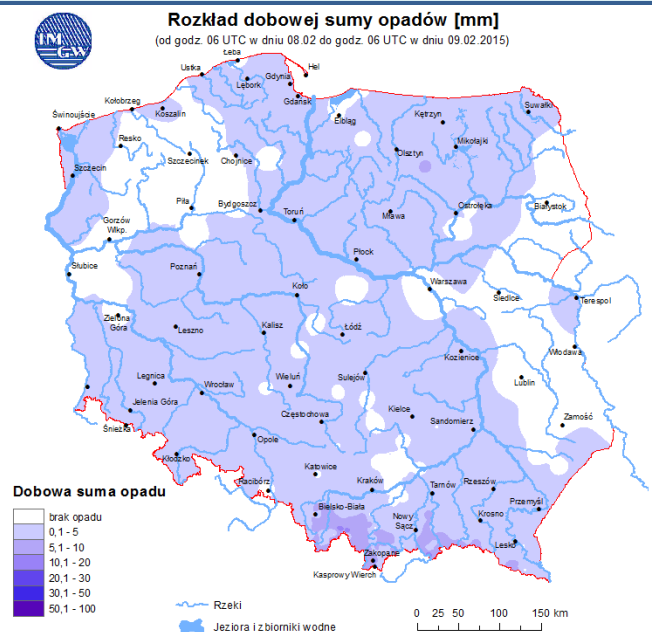 IM
GW
Rozkład dobowej sumy opadów [mm]
(od godz. 06 UTC w dniu 08.02 do godz. 06 UTC w dniu 09.02.2015)
Łeba
Hel
Ustka
Gdynia
Lębork
Gdańsk
Kołobrzeg
Koszalin
Suwałki
Świnoujście
Elbląg
Kętrzyn
Resko
Mikołajki
Olsztyn
Szczecinek
Chojnice
Szczecin
Piła
Bydgoszcz
Toruń
Mława
Ostrołęka
Białystok
Gorzów
Wlkp.
Płock
Słubice
Poznań
Koło
Warszawa
Siedlce
Terespol
Zielona
Góra
Leszno
Kalisz
Łódź
Kozienice
Włodawa
Legnica
Wrocław
Wieluń
Sulejów
Lublin
Jelenia Góra
Częstochowa
Kielce
Sandomierz
Zamość
Śnieżka
Opole
Kłodzko
Katowice
Racibórz
Kraków
Tarnów
Rzeszów
Przemyśl
Bielsko-Biała
Nowy
Sącz
Krosno
Lesko
Zakopane
Kasprowy Wierch
Dobowa suma opadu
brak opadu
0,1 - 5
5,1 - 10
10,1 - 20
20,1 - 30
30,1 - 50
50,1 - 100
Rzeki
Jeziora i zbiorniki wodne
0 25 50 100 150 km